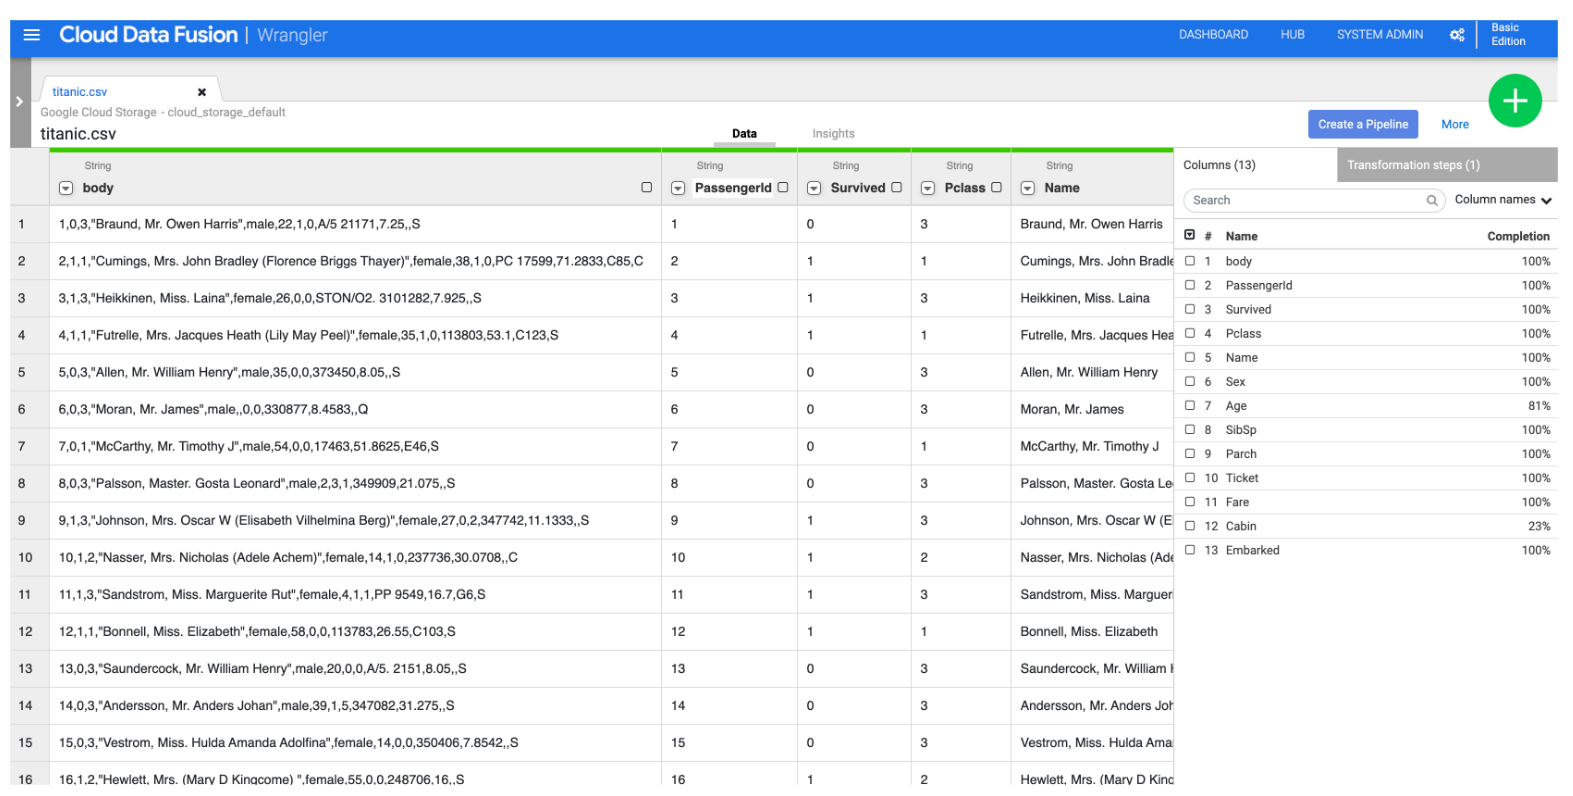 Cloud Data Fusion | Wrangler DASHBOARD HUB SYSTEM ADMIN Basic Edition
titanic.csv
Google Cloud Storage - cloud_storage_default
titanic.csv Data Insights Create a Pipeline More
String String String String String
body PassengerId Survived Pclass Name
1 1,0,3,"Braund, Mr. Owen Harris",male,22,1,0,A/5 21171,7.25,,S 1 0 3 Braund, Mr. Owen Harris
2 2,1,1,"Cumings, Mrs. John Bradley (Florence Briggs Thayer)",female,38,1,0,PC 17599,71.2833,C85,C 2 1 1 Cumings, Mrs. John Bradle
3 3,1,3,"Heikkinen, Miss. Laina",female,26,0,0,STON/O2. 3101282,7.925,,S 3 1 3 Heikkinen, Miss. Laina
4 4,1,1,"Futrelle, Mrs. Jacques Heath (Lily May Peel)",female,35,1,0,113803,53.1,C123,S 4 1 1 Futrelle, Mrs. Jacques Hea
5 5,0,3,"Allen, Mr. William Henry",male,35,0,0,373450,8.05,,S 5 0 3 Allen, Mr. William Henry
6 6,0,3,"Moran, Mr. James",male,,0,0,330877,8.4583,,Q 6 0 3 Moran, Mr. James
7 7,0,1,"McCarthy, Mr. Timothy J",male,54,0,0,17463,51.8625,E46,S 7 0 1 McCarthy, Mr. Timothy J
8 8,0,3,"Palsson, Master. Gosta Leonard",male,2,3,1,349909,21.075,,S 8 0 3 Palsson, Master. Gosta Le
9 9,1,3,"Johnson, Mrs. Oscar W (Elisabeth Vilhelmina Berg)",female,27,0,2,347742,11.1333,,S 9 1 3 Johnson, Mrs. Oscar W (E
10 10,1,2,"Nasser, Mrs. Nicholas (Adele Achem)",female,14,1,0,237736,30.0708,,C 10 1 2 Nasser, Mrs. Nicholas (Ade
11 11,1,3,"Sandstrom, Miss. Marguerite Rut",female,4,1,1,PP 9549,16.7,G6,S 11 1 3 Sandstrom, Miss. Marguer
12 12,1,1,"Bonnell, Miss. Elizabeth",female,58,0,0,113783,26.55,C103,S 12 1 1 Bonnell, Miss. Elizabeth
13 13,0,3,"Saundercock, Mr. William Henry",male,20,0,0,A/5. 2151,8.05,,S 13 0 3 Saundercock, Mr. William H
14 14,0,3,"Andersson, Mr. Anders Johan",male,39,1,5,347082,31.275,,S 14 0 3 Andersson, Mr. Anders Joh
15 15,0,3,"Vestrom, Miss. Hulda Amanda Adolfina",female,14,0,0,350406,7.8542,,S 15 0 3 Vestrom, Miss. Hulda Ama
16 16,1,2,"Hewlett, Mrs. (Mary D Kingcome) ",female,55,0,0,248706,16,,S 16 1 2 Hewlett, Mrs. (Mary D King
Columns (13) Transformation steps (1)
Search Column names
# Name Completion
1 body 100%
2 PassengerId 100%
3 Survived 100%
4 Pclass 100%
5 Name 100%
6 Sex 100%
7 Age 81%
8 SibSp 100%
9 Parch 100%
10 Ticket 100%
11 Fare 100%
12 Cabin 23%
13 Embarked 100%